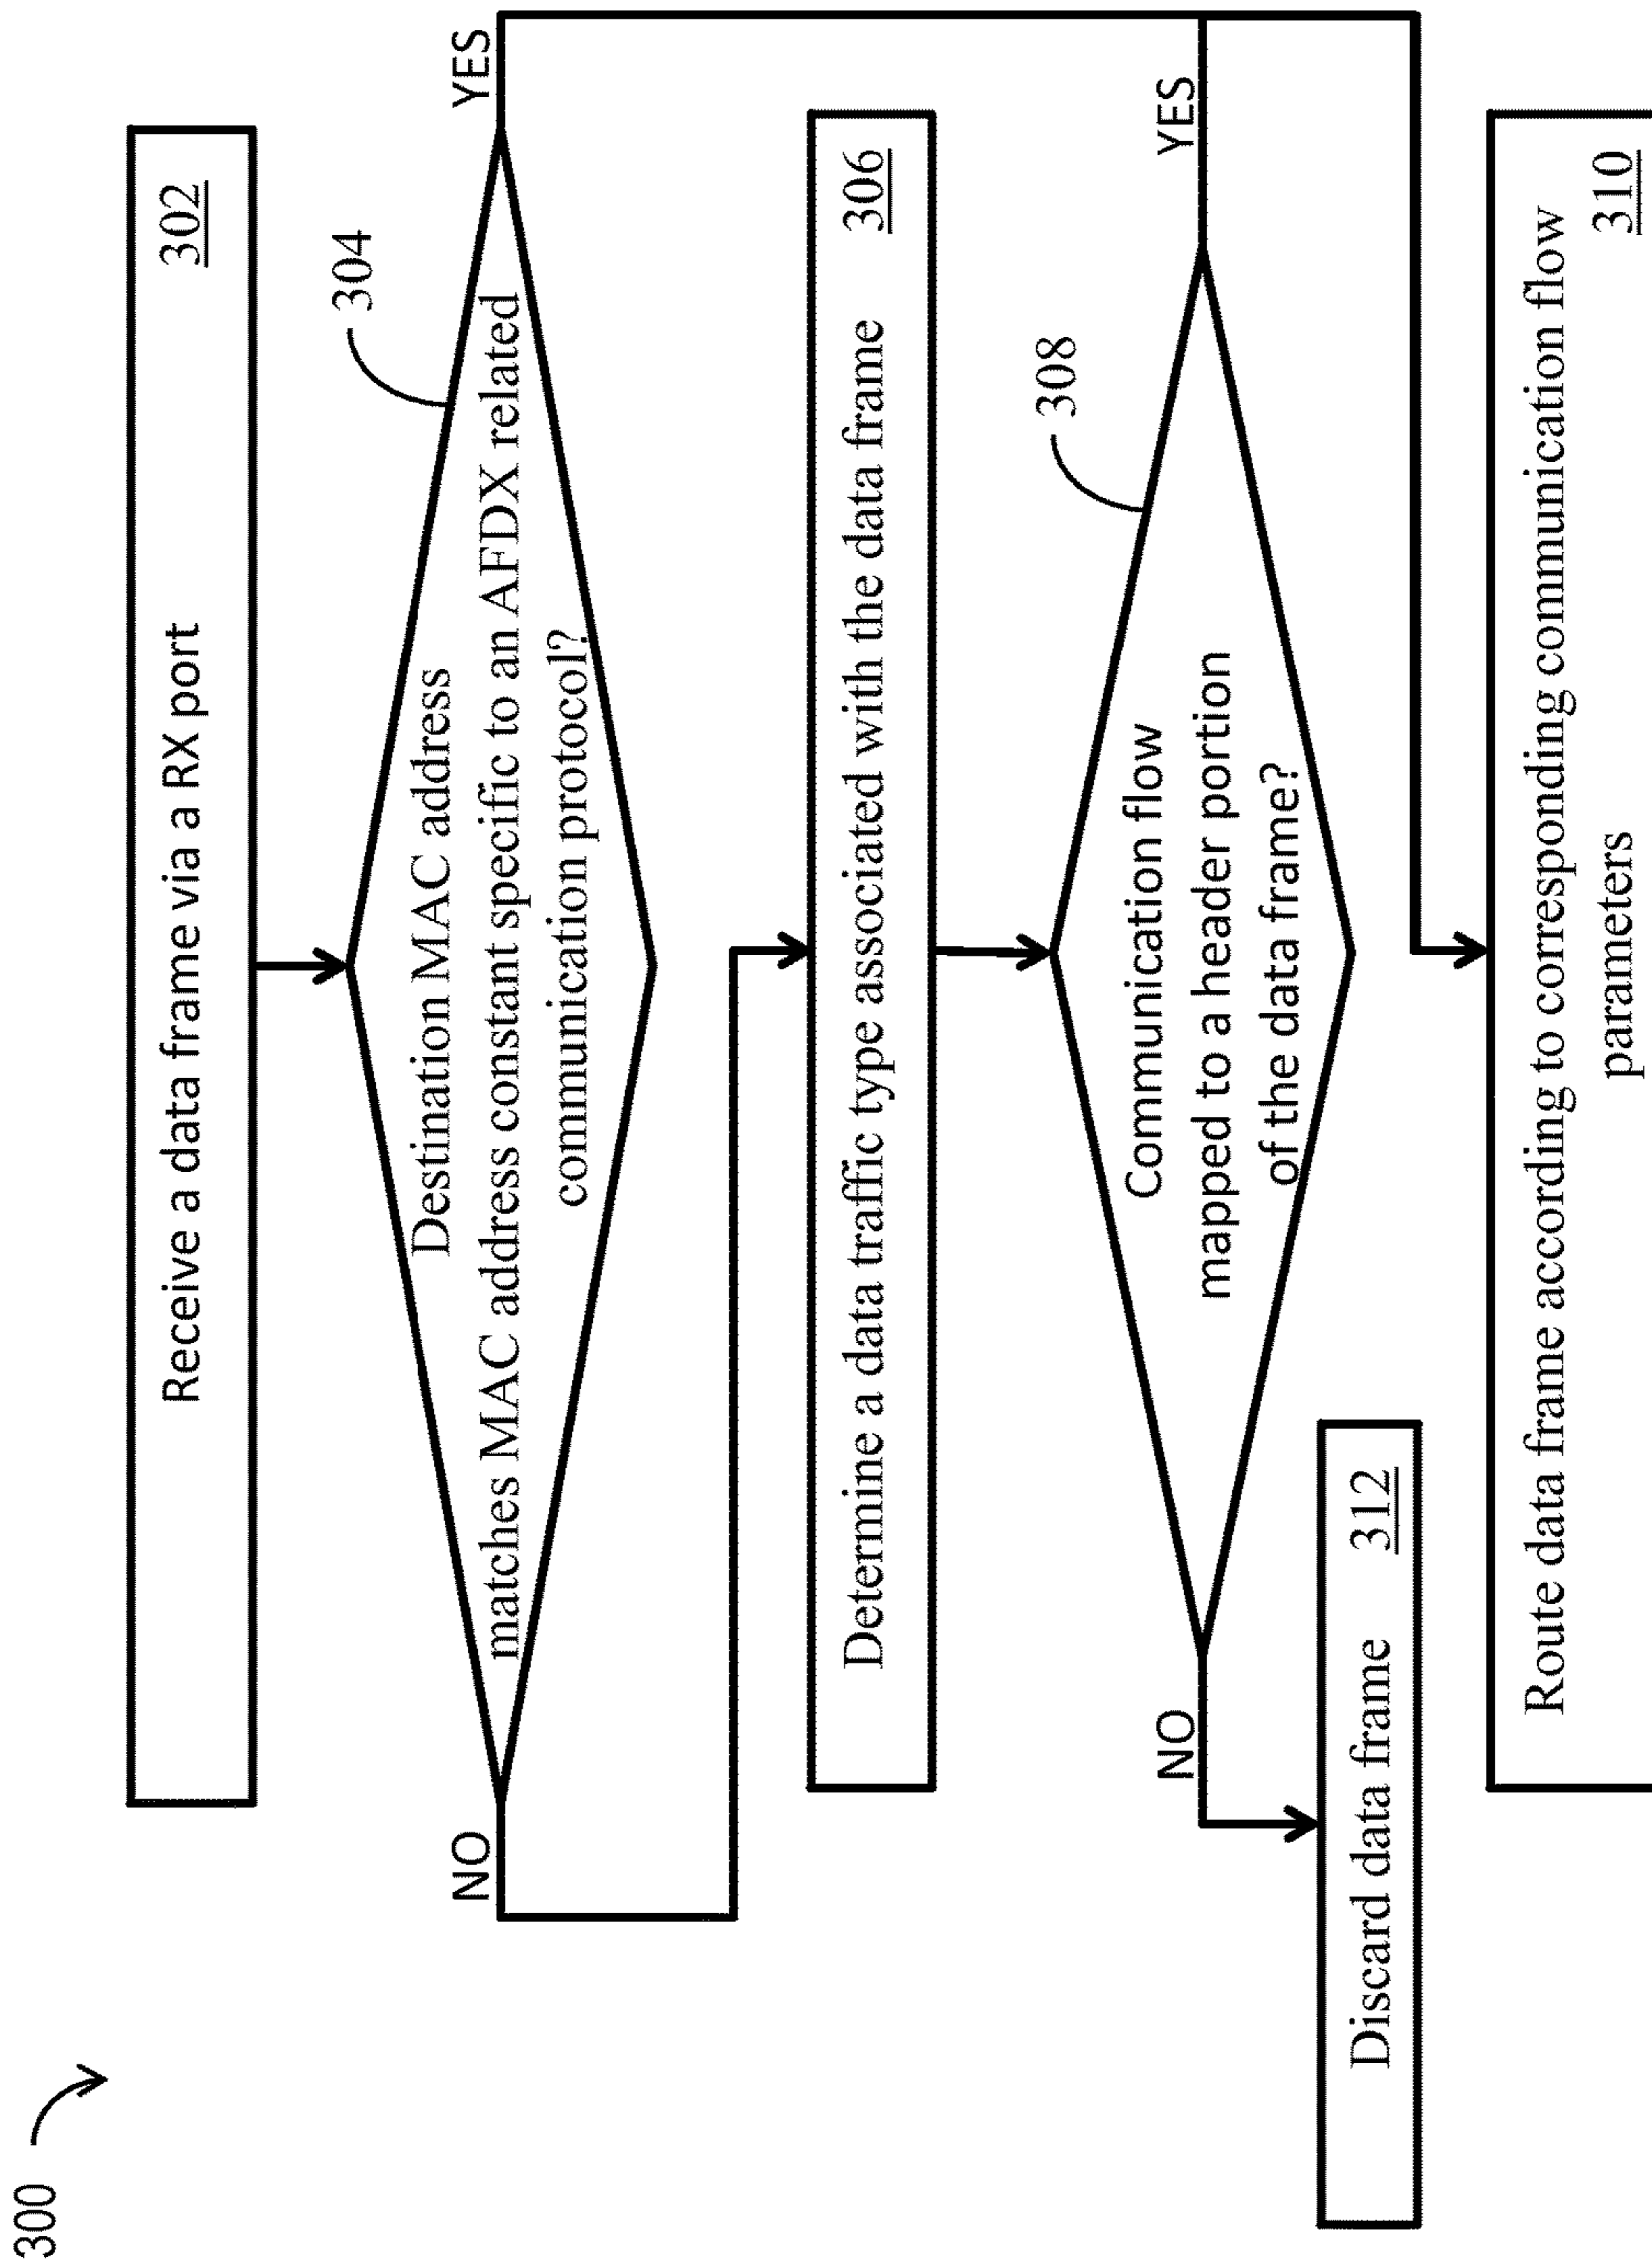 300
Receive a data frame via a RX port
302
304
Destination MAC address
matches MAC address constant specific to an AFDX related
communication protocol?
NO
YES
Determine a data traffic type associated with the data frame 306
308
Communication flow
mapped to a header portion
of the data frame?
NO
YES
Discard data frame 312
Route data frame according to corresponding communication flow
parameters
310